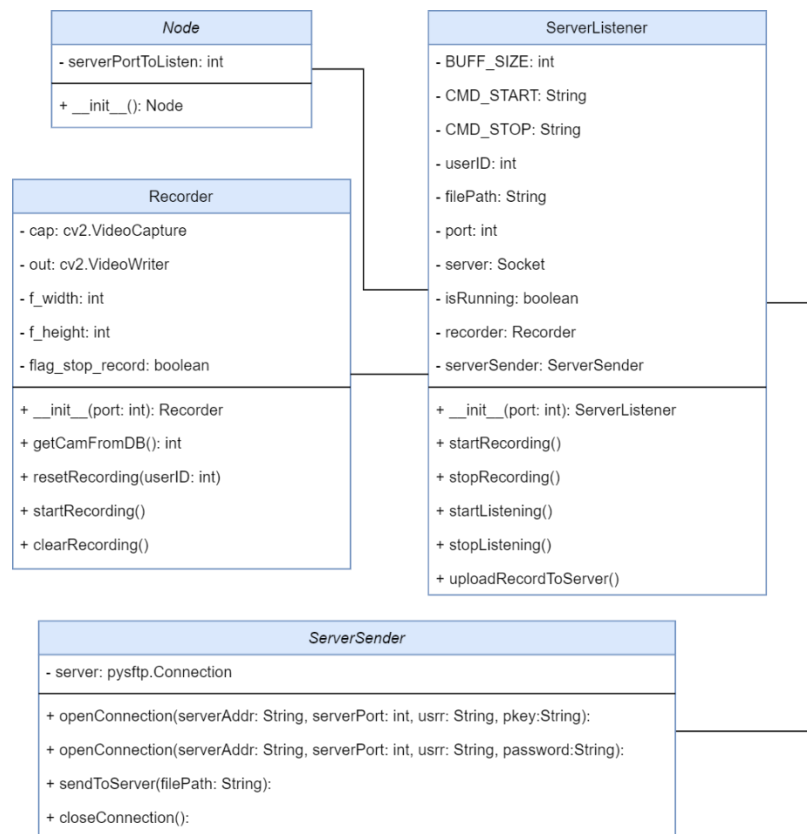 Node
- serverPortToListen: int
+ __init__(): Node
ServerListener
- BUFF_SIZE: int
- CMD_START: String
- CMD_STOP: String
- userID: int
- filePath: String
- port: int
- server: Socket
- isRunning: boolean
- recorder: Recorder
- serverSender: ServerSender
+ __init__(port: int): ServerListener
+ startRecording()
+ stopRecording()
+ startListening()
+ stopListening()
+ uploadRecordToServer()
Recorder
- cap: cv2.VideoCapture
- out: cv2.VideoWriter
- f_width: int
- f_height: int
- flag_stop_record: boolean
+ __init__(port: int): Recorder
+ getCamFromDB(): int
+ resetRecording(userID: int)
+ startRecording()
+ clearRecording()
ServerSender
- server: pysftp.Connection
+ openConnection(serverAddr: String, serverPort: int, usrr: String, pkey:String):
+ openConnection(serverAddr: String, serverPort: int, usrr: String, password:String):
+ sendToServer(filePath: String):
+ closeConnection():